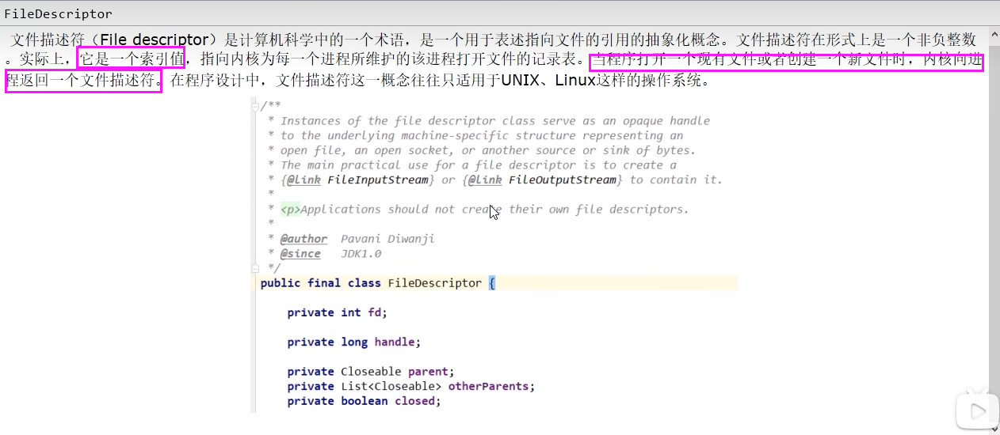 FileDescriptor
文件描述符（File descriptor）是计算机科学中的一个术语，是一个用于表述指向文件的引用的抽象化概念。文件描述符在形式上是一个非负整数
。实际上，它是一个索引值，指向内核为每一个进程所维护的该进程打开文件的记录表。当程序打开一个现有文件或者创建一个新文件时，内核向进
程返回一个文件描述符。在程序设计中，文件描述符这一概念往往只适用于UNIX、Linux这样的操作系统。
/**
* Instances of the file descriptor class serve as an opaque handle
* to the underlying machine-specific structure representing an
* open file, an open socket, or another source or sink of bytes.
* The main practical use for a file descriptor is to create a
* {@link FileInputStream} or {@link FileOutputStream} to contain it.
*
* <p>Applications should not create their own file descriptors.
*
* @author Pavani Diwanji
* @since JDK1.0
*/
public final class FileDescriptor {
private int fd;
private long handle;
private Closeable parent;
private List<Closeable> otherParents;
private boolean closed;